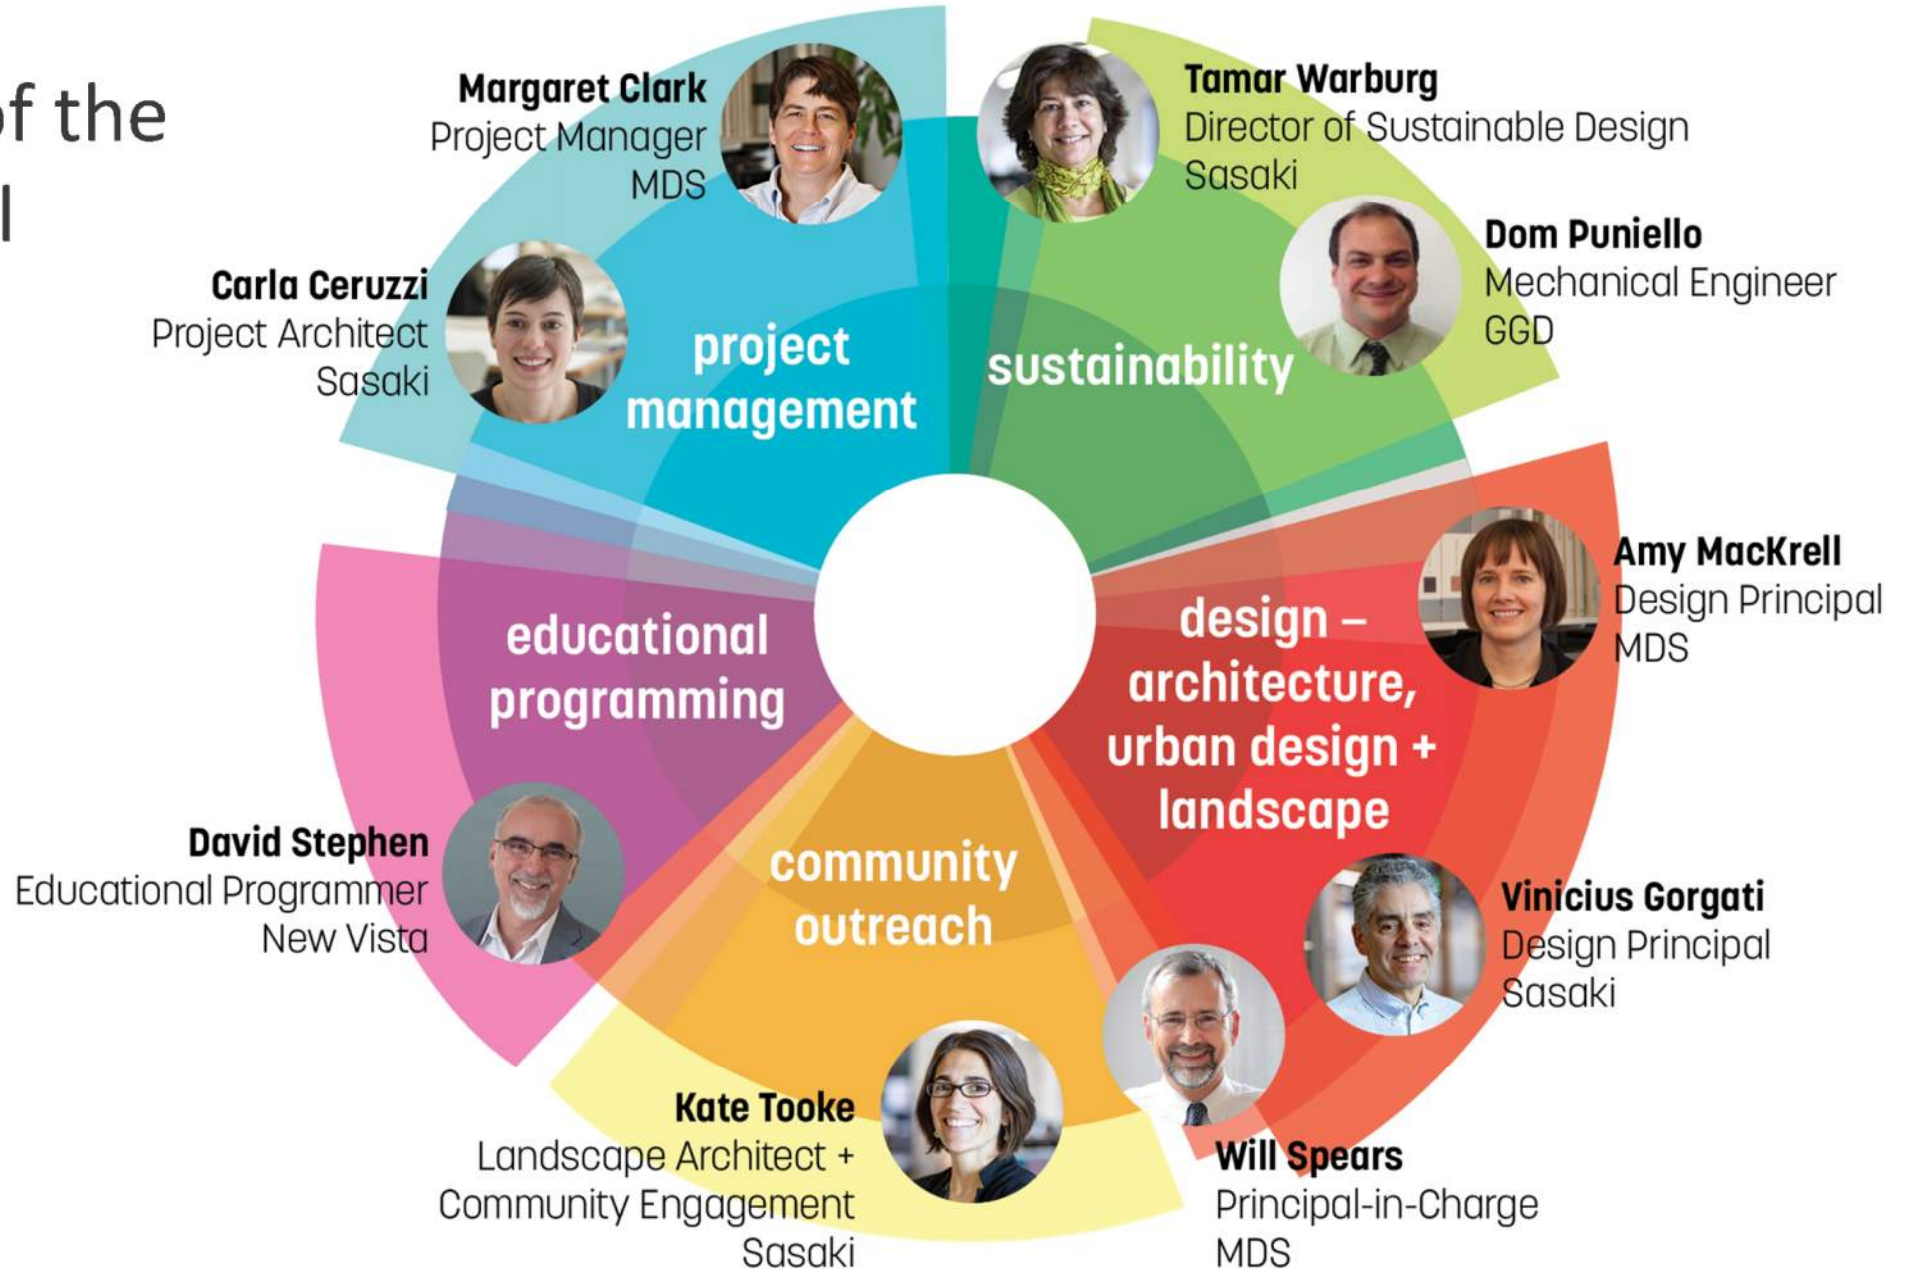 of the
l
Margaret Clark
Project Manager
MDS
Tamar Warburg
Director of Sustainable Design
Sasaki
Carla Ceruzzi
Project Architect
Sasaki
Dom Puniello
Mechanical Engineer
GGD
project
management
sustainability
Amy MacKrell
Design Principal
MDS
educational
programming
design –
architecture,
urban design +
landscape
David Stephen
Educational Programmer
New Vista
community
outreach
Vinicius Gorgati
Design Principal
Sasaki
Kate Tooke
Landscape Architect +
Community Engagement
Sasaki
Will Spears
Principal-in-Charge
MDS